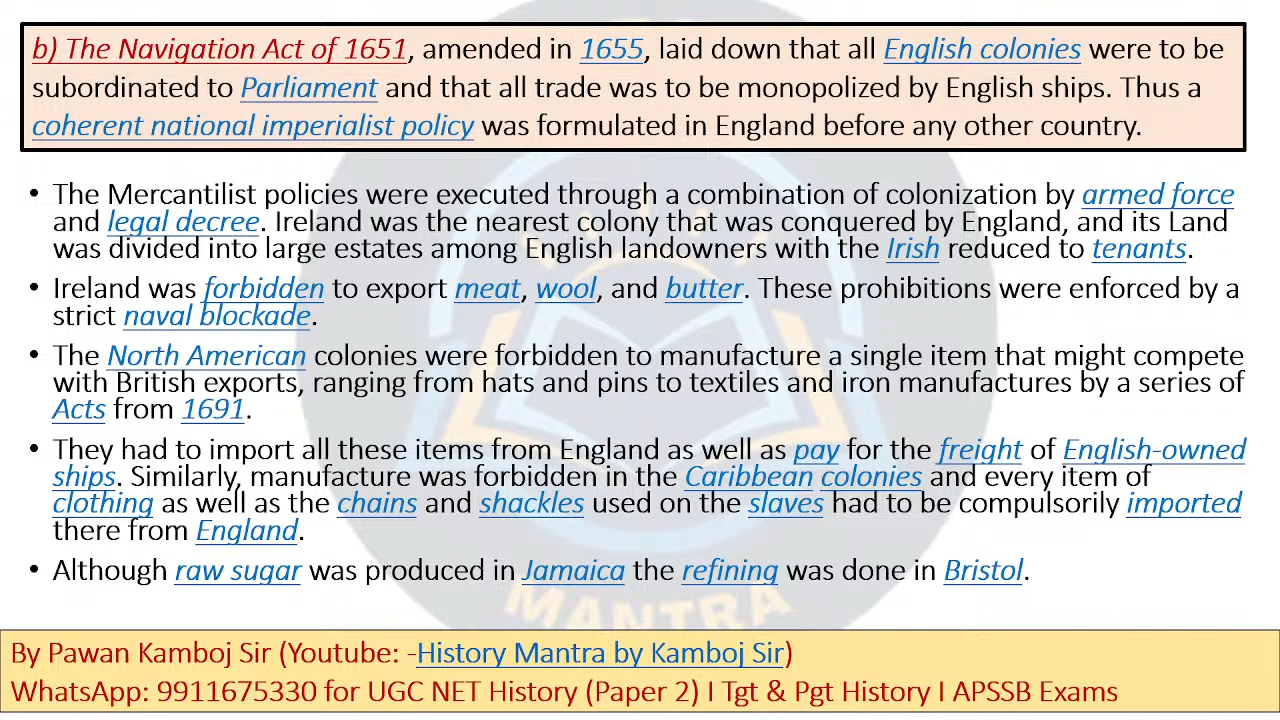 b) The Navigation Act of 1651, amended in 1655, laid down that all English colonies were to be
subordinated to Parliament and that all trade was to be monopolized by English ships. Thus a
coherent national imperialist policy was formulated in England before any other country.
• The Mercantilist policies were executed through a combination of colonization by armed force
and legal decree. Ireland was the nearest colony that was conquered by England, and its Land
was divided into large estates among English landowners with the Irish reduced to tenants.
• Ireland was forbidden to export meat, wool, and butter. These prohibitions were enforced by a
strict naval blockade.
• The North American colonies were forbidden to manufacture a single item that might compete
with British exports, ranging from hats and pins to textiles and iron manufactures by a series of
Acts from 1691.
• They had to import all these items from England as well as pay for the freight of English-owned
ships. Similarly, manufacture was forbidden in the Caribbean colonies and every item of
clothing as well as the chains and shackles used on the slaves had to be compulsorily imported
there from England.
• Although raw sugar was produced in Jamaica the refining was done in Bristol.
MANTRA
By Pawan Kamboj Sir (Youtube: -History Mantra by Kamboj Sir)
WhatsApp: 9911675330 for UGC NET History (Paper 2) I Tgt & Pgt History I APSSB Exams